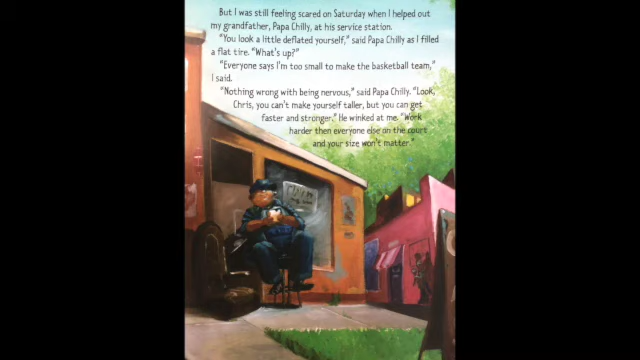 But I was still feeling scared on Saturday when I helped out
my grandfather, Papa Chilly, at his service station.
"You look a little deflated yourself," said Papa Chilly as I filled
a flat tire. "What's up?"
"Everyone says I'm too small to make the basketball team,"
I said.
"Nothing wrong with being nervous," said Papa Chilly. "Look,
Chris, you can't make yourself taller, but you can get
faster and stronger." He winked at me. "Work
harder then everyone else on the court
and your size won't matter."